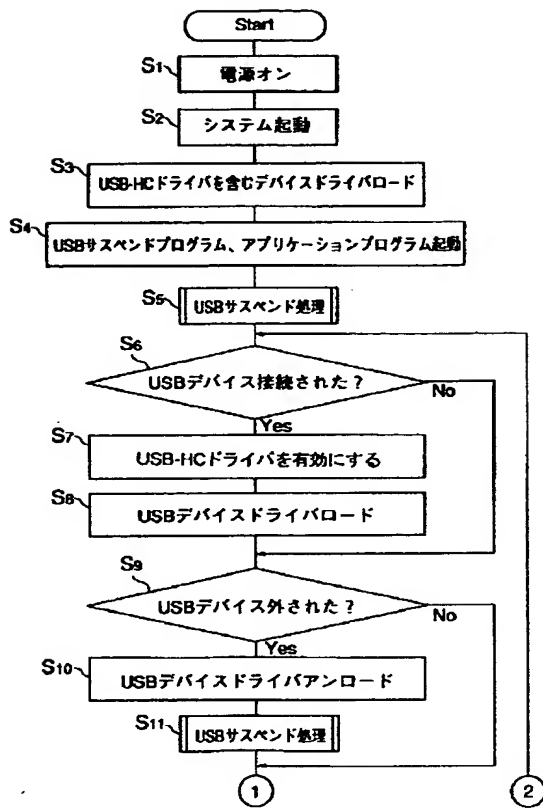 Start
S1
電源オン
S2
システム起動
S3
USB-HCドライバを含むデバイスドライバロード
S4
USBサスペンドプログラム、アプリケーションプログラム起動
S5
USBサスペンド処理
S6
USBデバイス接続された?
No
Yes
S7
USB-HCドライバを有効にする
S8
USBデバイスドライバロード
S9
USBデバイス外された?
No
Yes
S10
USBデバイスドライバアンロード
S11
USBサスペンド処理
1
2